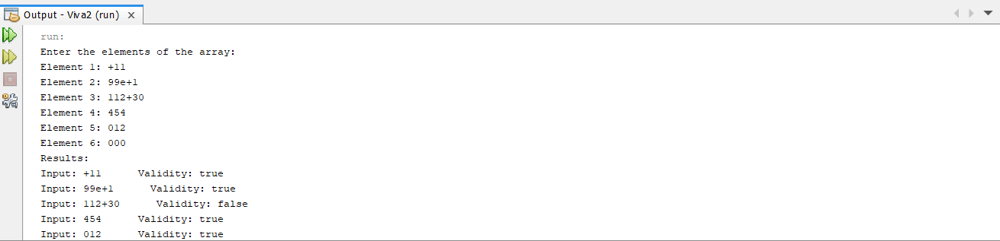 Output - Viva2 (run) ×
run:
Enter the elements of the array:
Element 1: +11
Element 2: 99e+1
Element 3: 112+30
Element 4: 454
Element 5: 012
Element 6: 000
Results:
Input: +11      Validity: true
Input: 99e+1      Validity: true
Input: 112+30      Validity: false
Input: 454      Validity: true
Input: 012      Validity: true